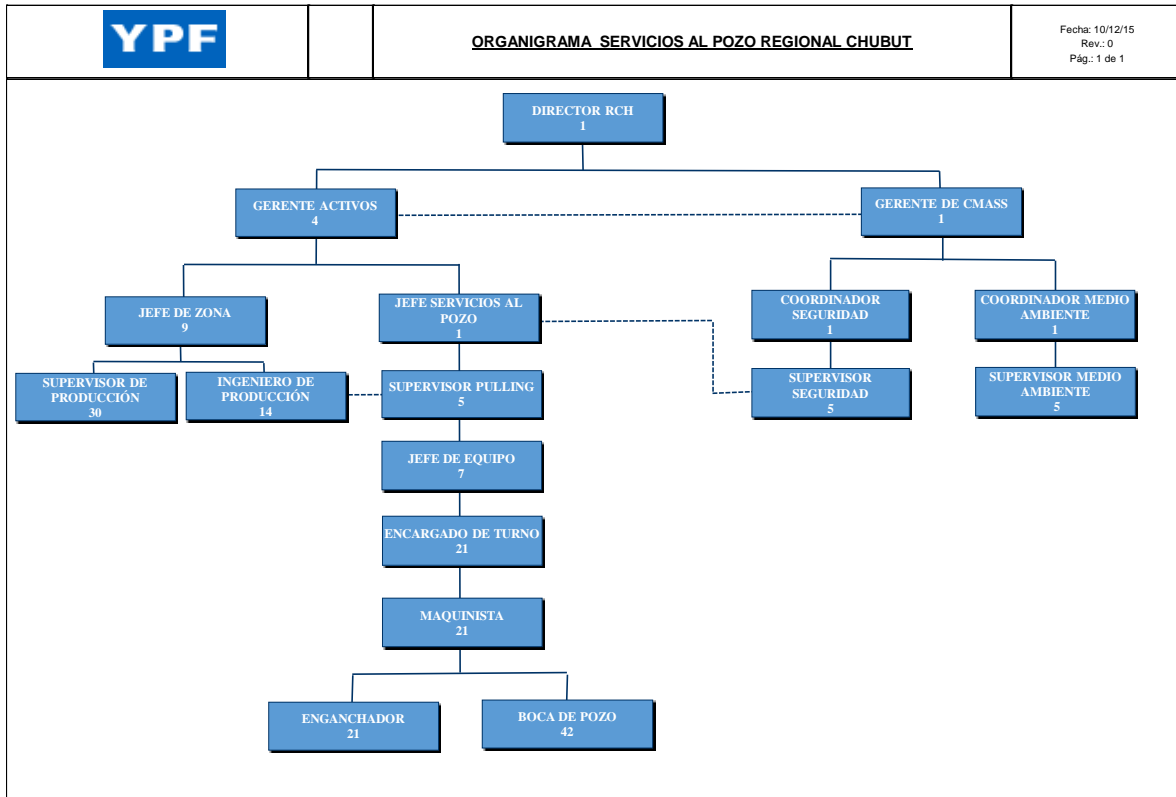 YPF
ORGANIGRAMA SERVICIOS AL POZO REGIONAL CHUBUT
Fecha: 10/12/15
Rev.: 0
Pág.: 1 de 1
DIRECTOR RCH
1
GERENTE ACTIVOS
4
GERENTE DE CMASS
1
JEFE DE ZONA
9
JEFE SERVICIOS AL
POZO
1
COORDINADOR
SEGURIDAD
1
COORDINADOR MEDIO
AMBIENTE
1
SUPERVISOR DE
PRODUCCIÓN
30
INGENIERO DE
PRODUCCIÓN
14
SUPERVISOR PULLING
5
SUPERVISOR
SEGURIDAD
5
SUPERVISOR MEDIO
AMBIENTE
5
JEFE DE EQUIPO
7
ENCARGADO DE TURNO
21
MAQUINISTA
21
ENGANCHADOR
21
BOCA DE POZO
42